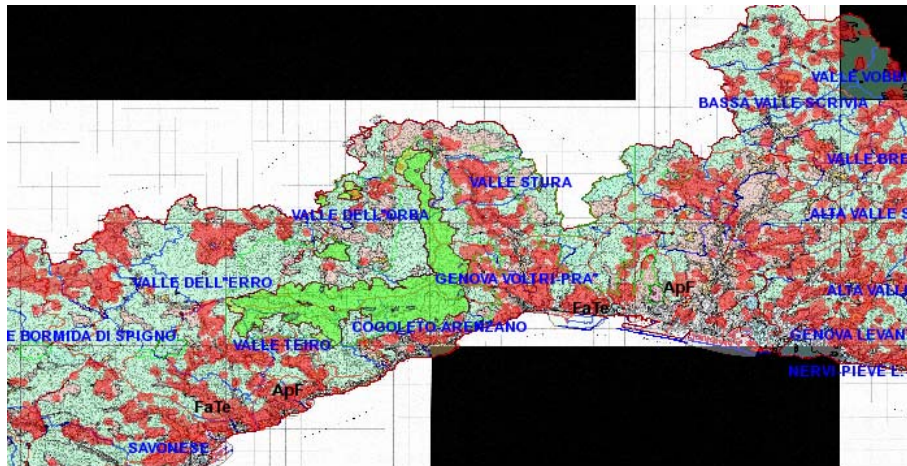 VALLE VOBB
BASSA VALLE SCRIVIA
VALLE BRE
VALLE STURA
VALLE DELL"ORBA
ALTA VALLE S
VALLE DELL"ERRO
GENOVA VOLTRI-PRA"
ApF
ALTA VALL
FaTe
COGOLETO-ARENZANO
E BORMIDA DI SPIGNO
GENOVA LEVAN
VALLE TEIRO
NERVI-PIEVE L.
ApF
FaTe
SAVONESE